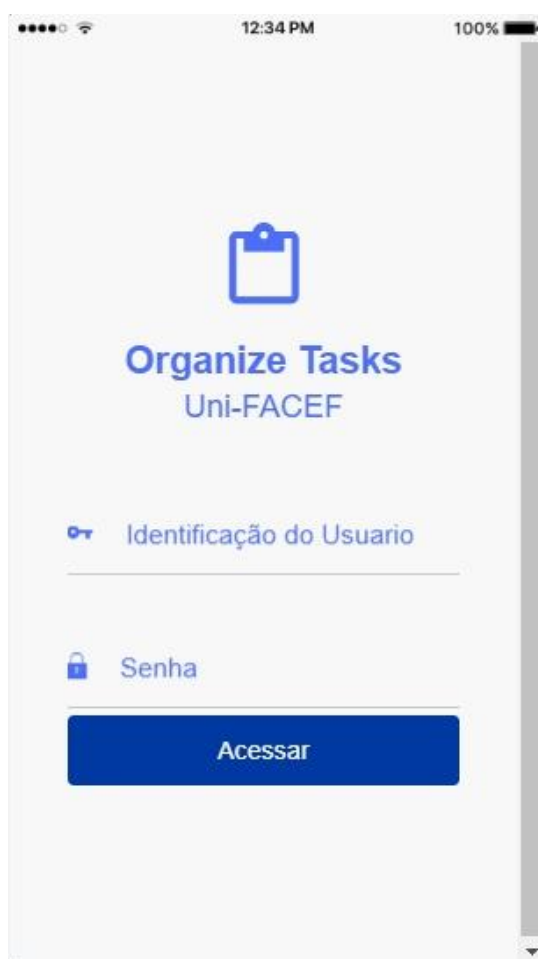 12:34 PM
100%
Organize Tasks
Uni-FACEF
Identificação do Usuario
Senha
Acessar